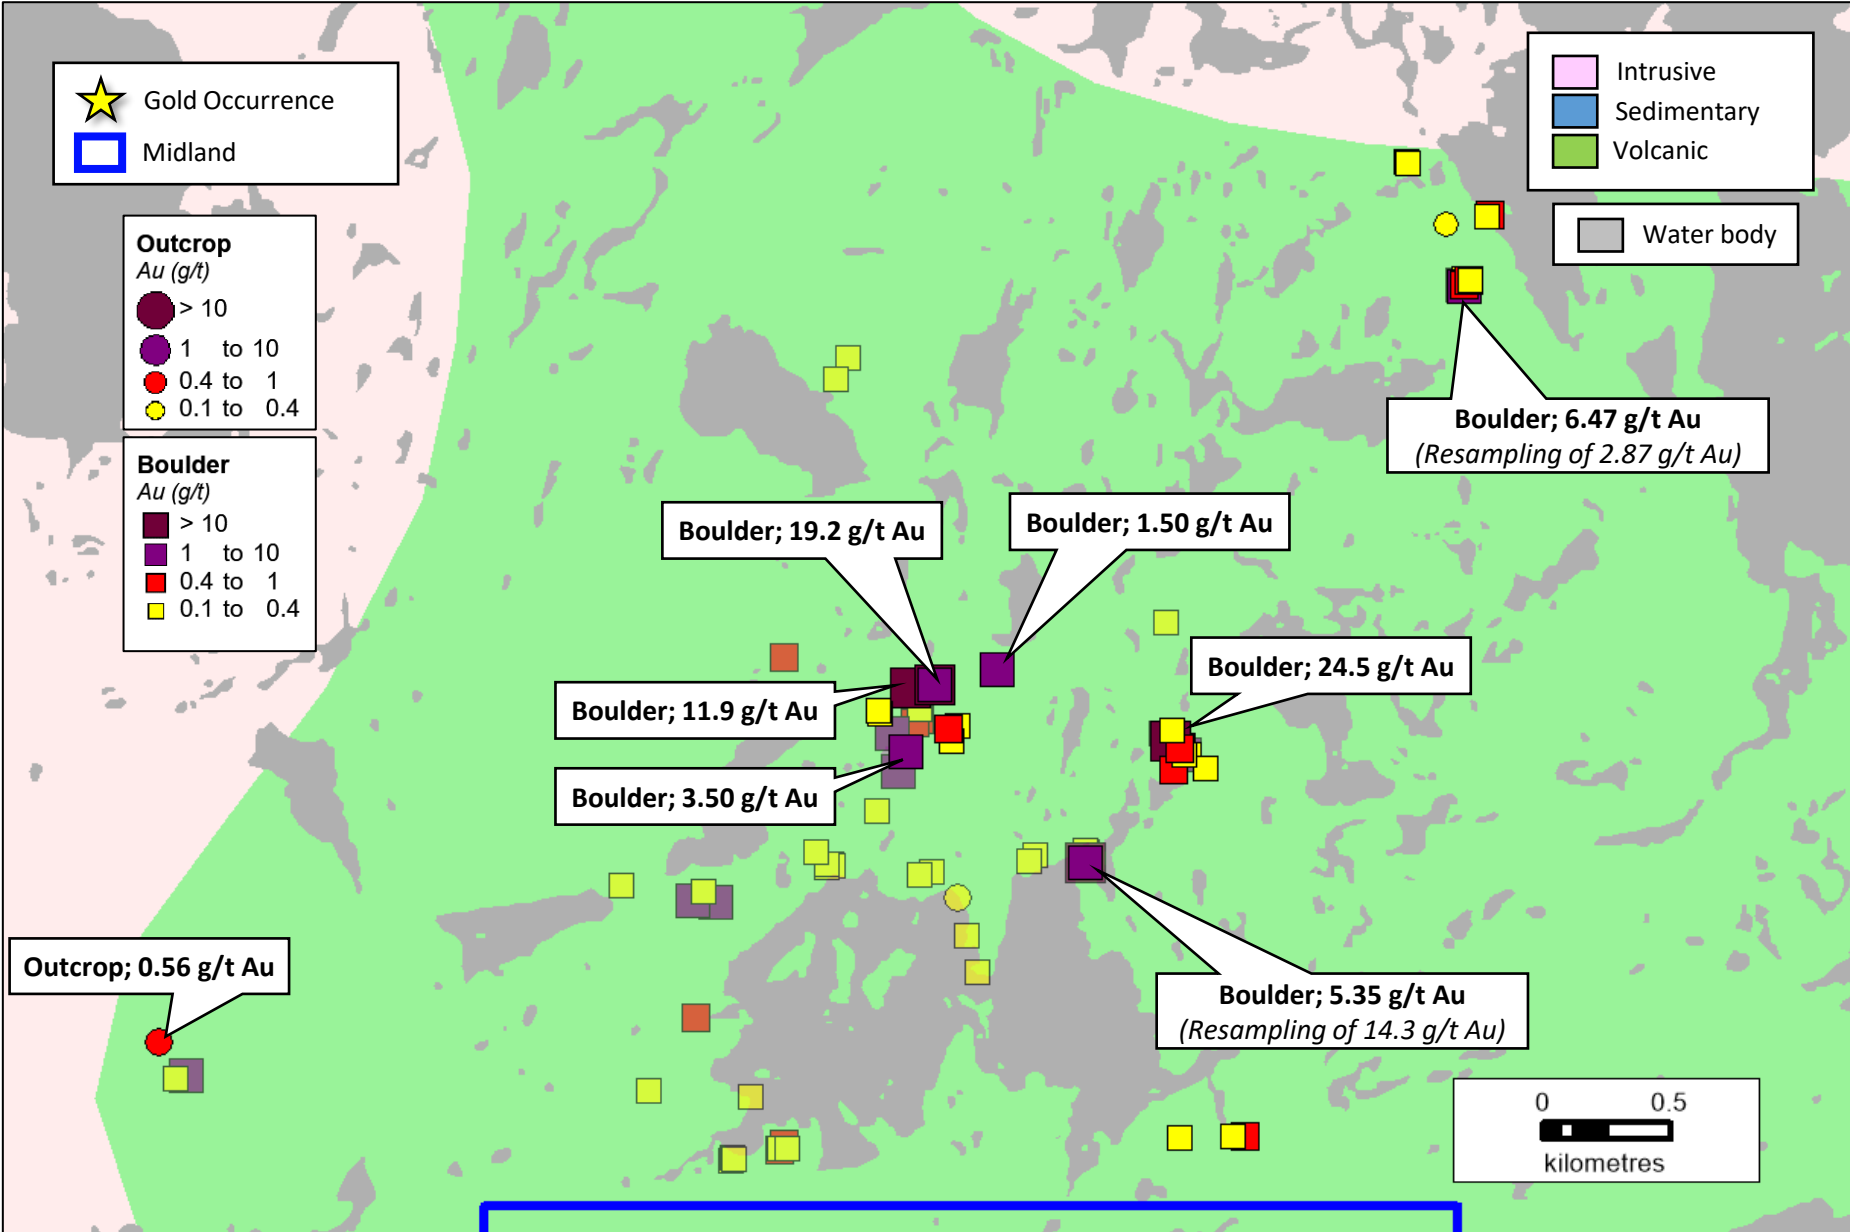 Gold Occurrence
Midland
Intrusive
Sedimentary
Volcanic
Water body
Outcrop
Au (g/t)
> 10
1 to 10
0.4 to 1
0.1 to 0.4
Boulder
Au (g/t)
> 10
1 to 10
0.4 to 1
0.1 to 0.4
Boulder; 6.47 g/t Au
(Resampling of 2.87 g/t Au)
Boulder; 19.2 g/t Au
Boulder; 1.50 g/t Au
Boulder; 24.5 g/t Au
Boulder; 11.9 g/t Au
Boulder; 3.50 g/t Au
Outcrop; 0.56 g/t Au
Boulder; 5.35 g/t Au
(Resampling of 14.3 g/t Au)
0 0.5
kilometres